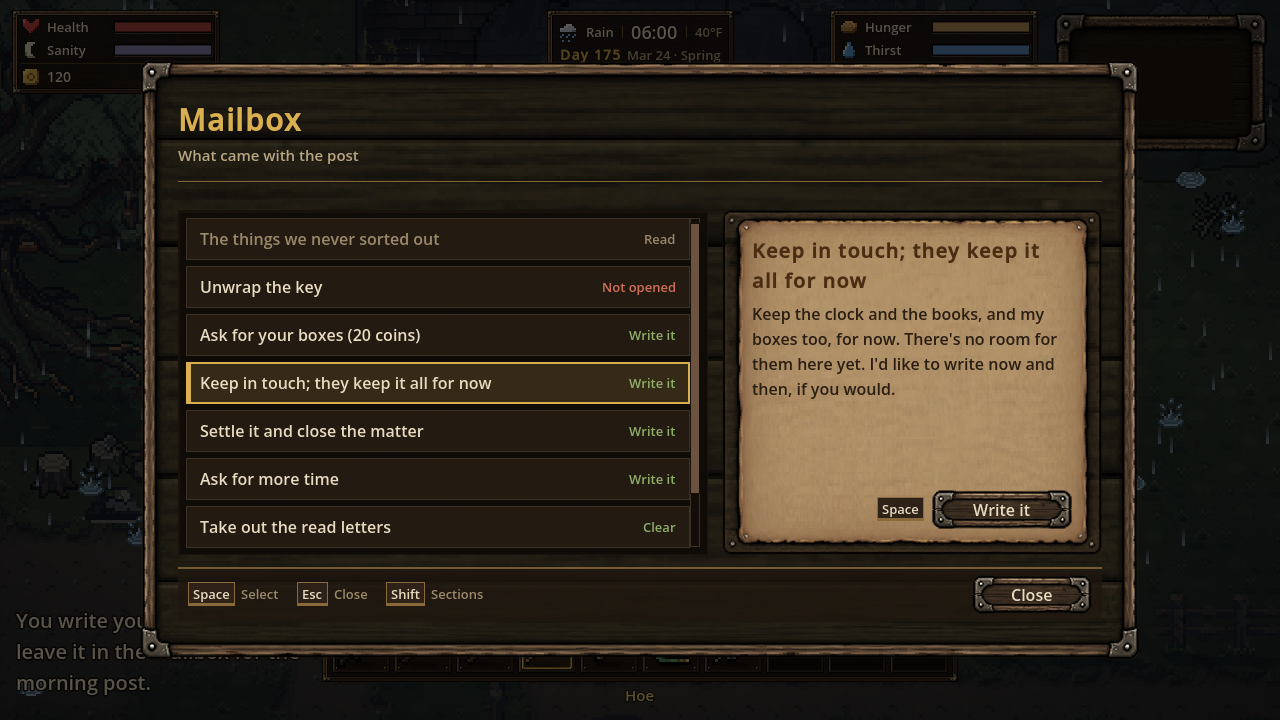 Health
Sanity
120
Rain
06:00
40°F
Day 175 Mar 24 · Spring
Hunger
Thirst
Mailbox
What came with the post
The things we never sorted out Read
Unwrap the key Not opened
Ask for your boxes (20 coins) Write it
Keep in touch; they keep it all for now Write it
Settle it and close the matter Write it
Ask for more time Write it
Take out the read letters Clear
Keep in touch; they keep it
all for now
Keep the clock and the books, and my
boxes too, for now. There's no room for
them here yet. I'd like to write now and
then, if you would.
Space Write it
Space Select Esc Close Shift Sections
Close
You write
leave it in the
morning post.
Hoe